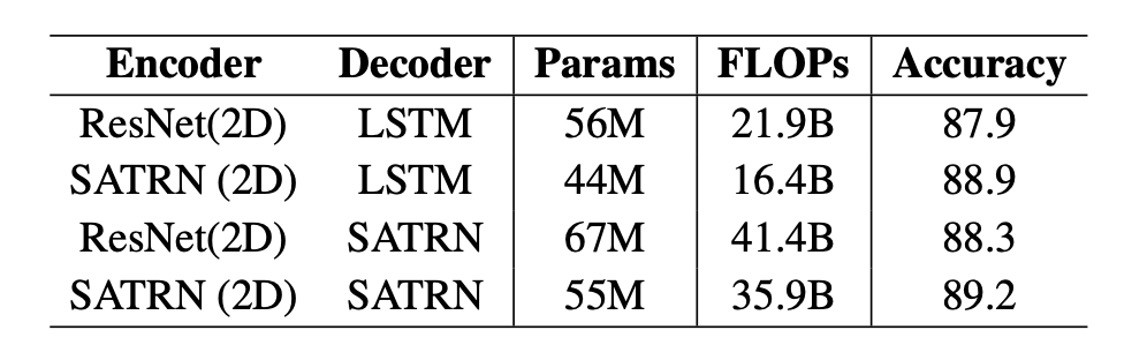 Encoder Decoder Params FLOPs Accuracy
ResNet(2D) LSTM 56M 21.9B 87.9
SATRN (2D) LSTM 44M 16.4B 88.9
ResNet(2D) SATRN 67M 41.4B 88.3
SATRN (2D) SATRN 55M 35.9B 89.2